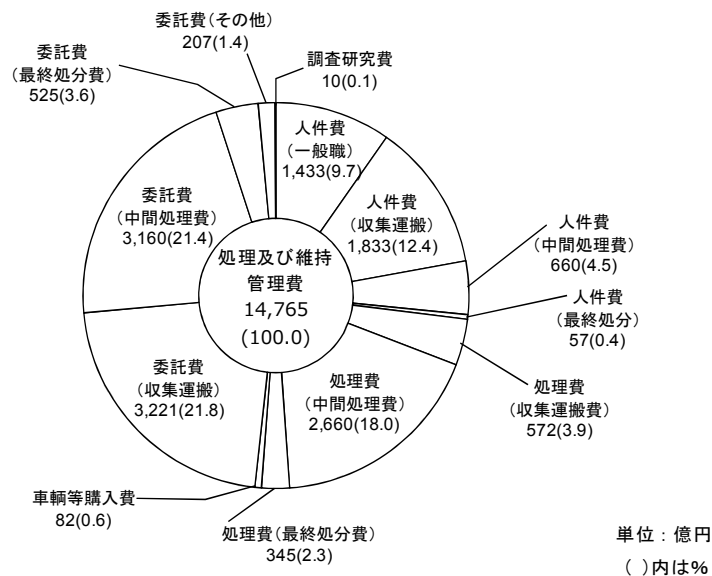 委託費(その他)
207(1.4)
調査研究費
10(0.1)
委託費
(最終処分費)
525(3.6)
人件費
(一般職)
1,433(9.7)
人件費
(収集運搬)
1,833(12.4)
人件費
(中間処理費)
660(4.5)
人件費
(最終処分)
57(0.4)
処理費
(収集運搬費)
572(3.9)
処理費
(中間処理費)
2,660(18.0)
処理費(最終処分費)
345(2.3)
車輌等購入費
82(0.6)
委託費
(収集運搬)
3,221(21.8)
委託費
(中間処理費)
3,160(21.4)
処理及び維持
管理費
14,765
(100.0)
単位:億円
( )内は%